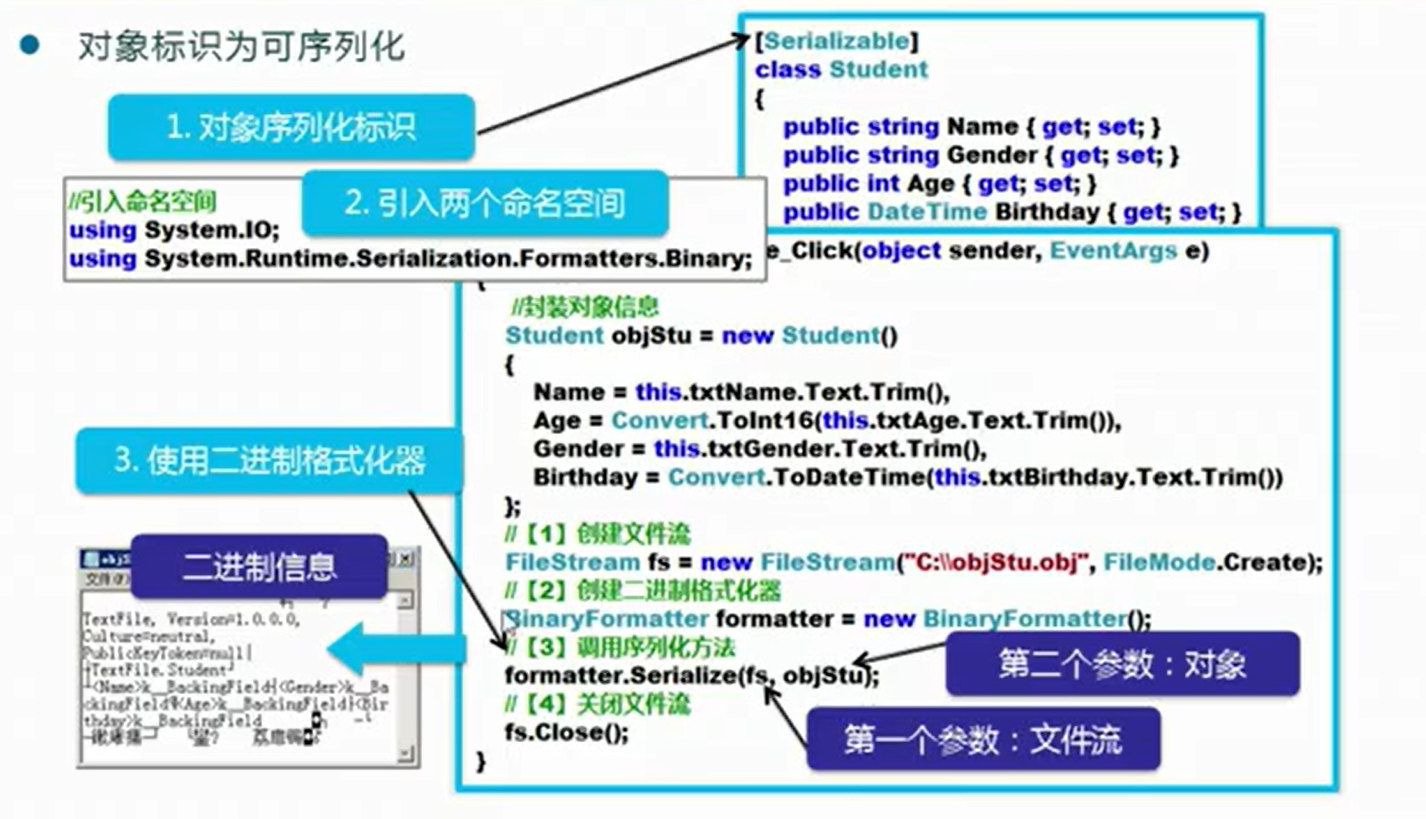 对象标识为可序列化
1. 对象序列化标识
[Serializable]
class Student
{
public string Name { get; set; }
public string Gender { get; set; }
public int Age { get; set; }
public DateTime Birthday { get; set; }
//引入命名空间
2. 引入两个命名空间
using System.IO;
using System.Runtime.Serialization.Formatters.Binary;
e_Click(object sender, EventArgs e)
{
//封装对象信息
Student objStu = new Student()
{
Name = this.txtName.Text.Trim(),
Age = Convert.ToInt16(this.txtAge.Text.Trim()),
Gender = this.txtGender.Text.Trim(),
Birthday = Convert.ToDateTime(this.txtBirthday.Text.Trim())
};
//【1】创建文件流
FileStream fs = new FileStream("C:\\objStu.obj", FileMode.Create);
//【2】创建二进制格式化器
BinaryFormatter formatter = new BinaryFormatter();
//【3】调用序列化方法
formatter.Serialize(fs, objStu);
//【4】关闭文件流
fs.Close();
}
3. 使用二进制格式化器
第二个参数：对象
第一个参数：文件流
二进制信息
文件(F)
TextFile, Version=1.0.0.0,
Culture=neutral,
PublicKeyToken=null
TextFile.Student
<Name>k__BackingField <Gender>k__Ba
ckingField <Age>k__BackingField <Bir
thday>k__BackingField